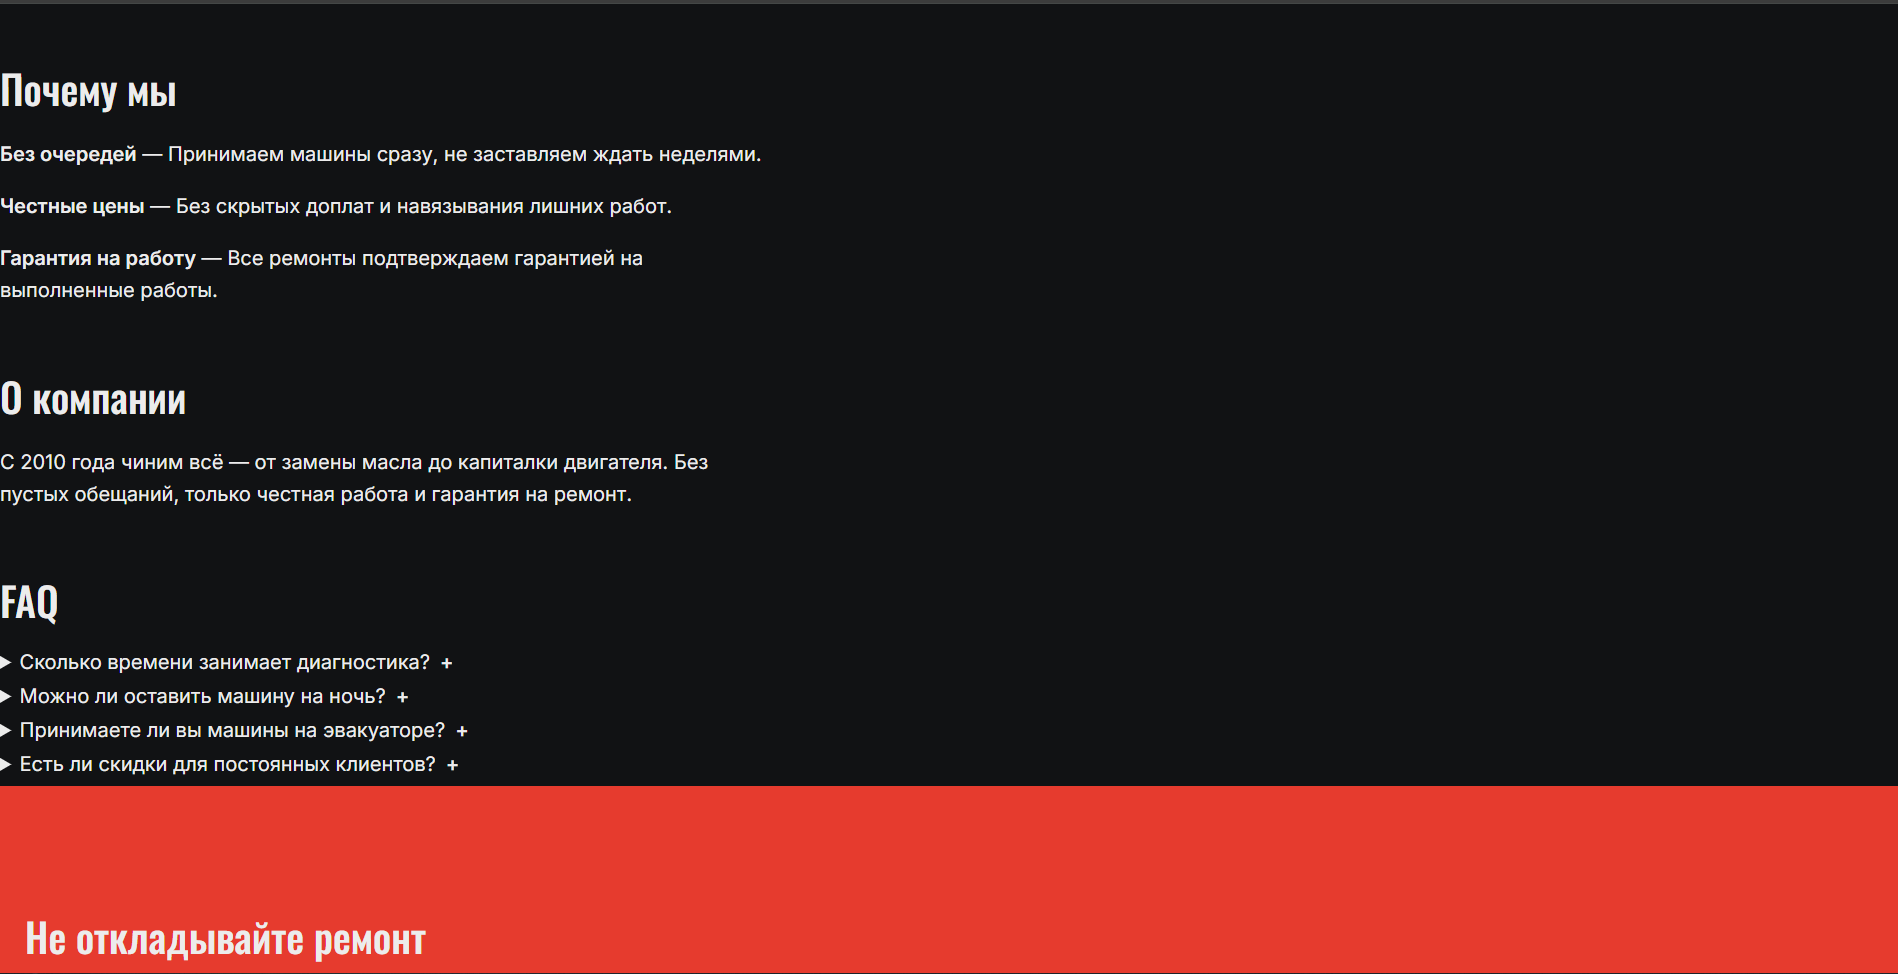 Почему мы
Без очередей — Принимаем машины сразу, не заставляем ждать неделями.
Честные цены — Без скрытых доплат и навязывания лишних работ.
Гарантия на работу — Все ремонты подтверждаем гарантией на
выполненные работы.
О компании
С 2010 года чиним всё — от замены масла до капиталки двигателя. Без
пустых обещаний, только честная работа и гарантия на ремонт.
FAQ
Сколько времени занимает диагностика? +
Можно ли оставить машину на ночь? +
Принимаете ли вы машины на эвакуаторе? +
Есть ли скидки для постоянных клиентов? +
Не откладывайте ремонт